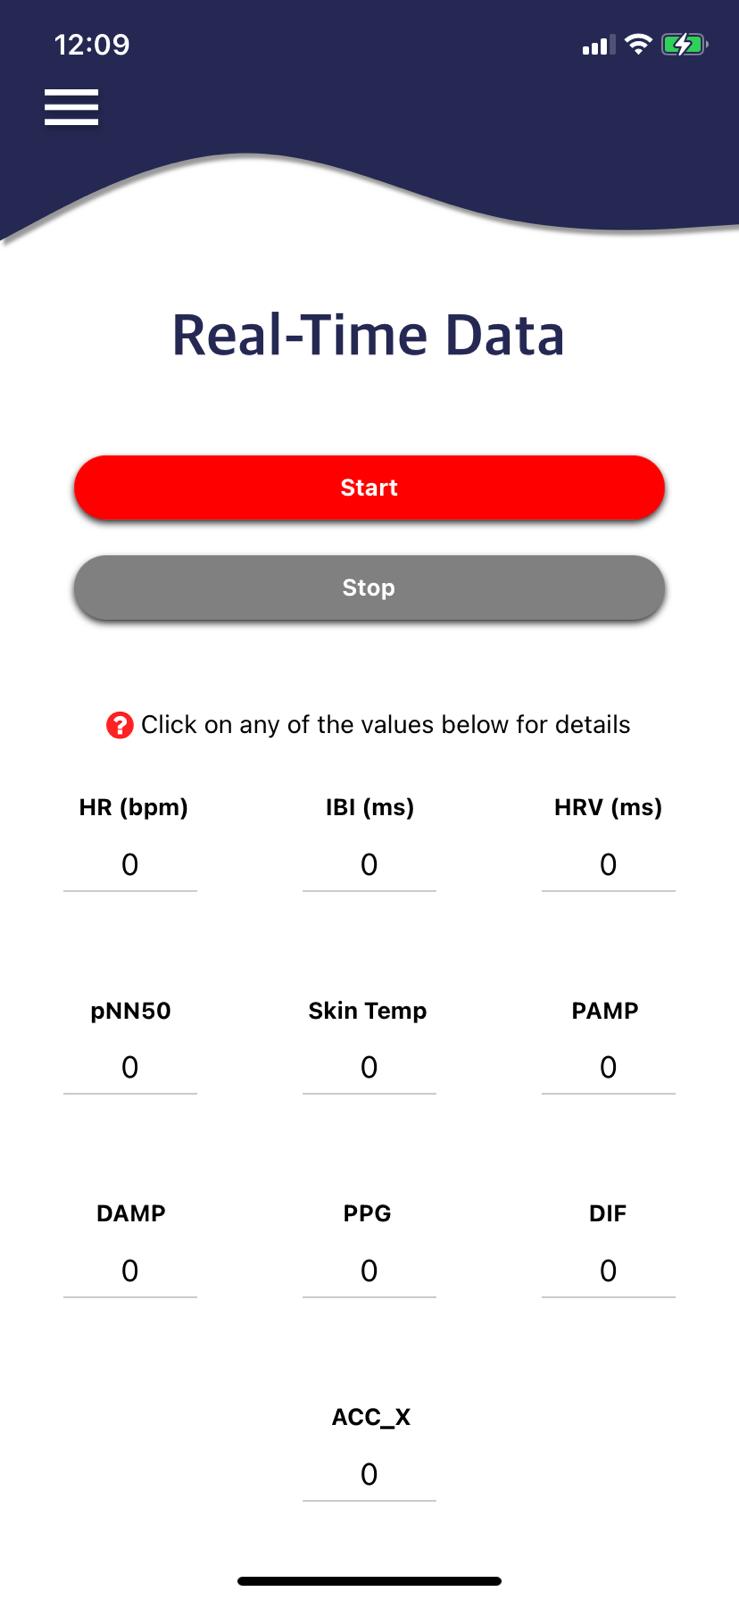 12:09
Real-Time Data
Start
Stop
? Click on any of the values below for details
HR (bpm) IBI (ms) HRV (ms)
0 0 0
pNN50 Skin Temp PAMP
0 0 0
DAMP PPG DIF
0 0 0
ACC_X
0